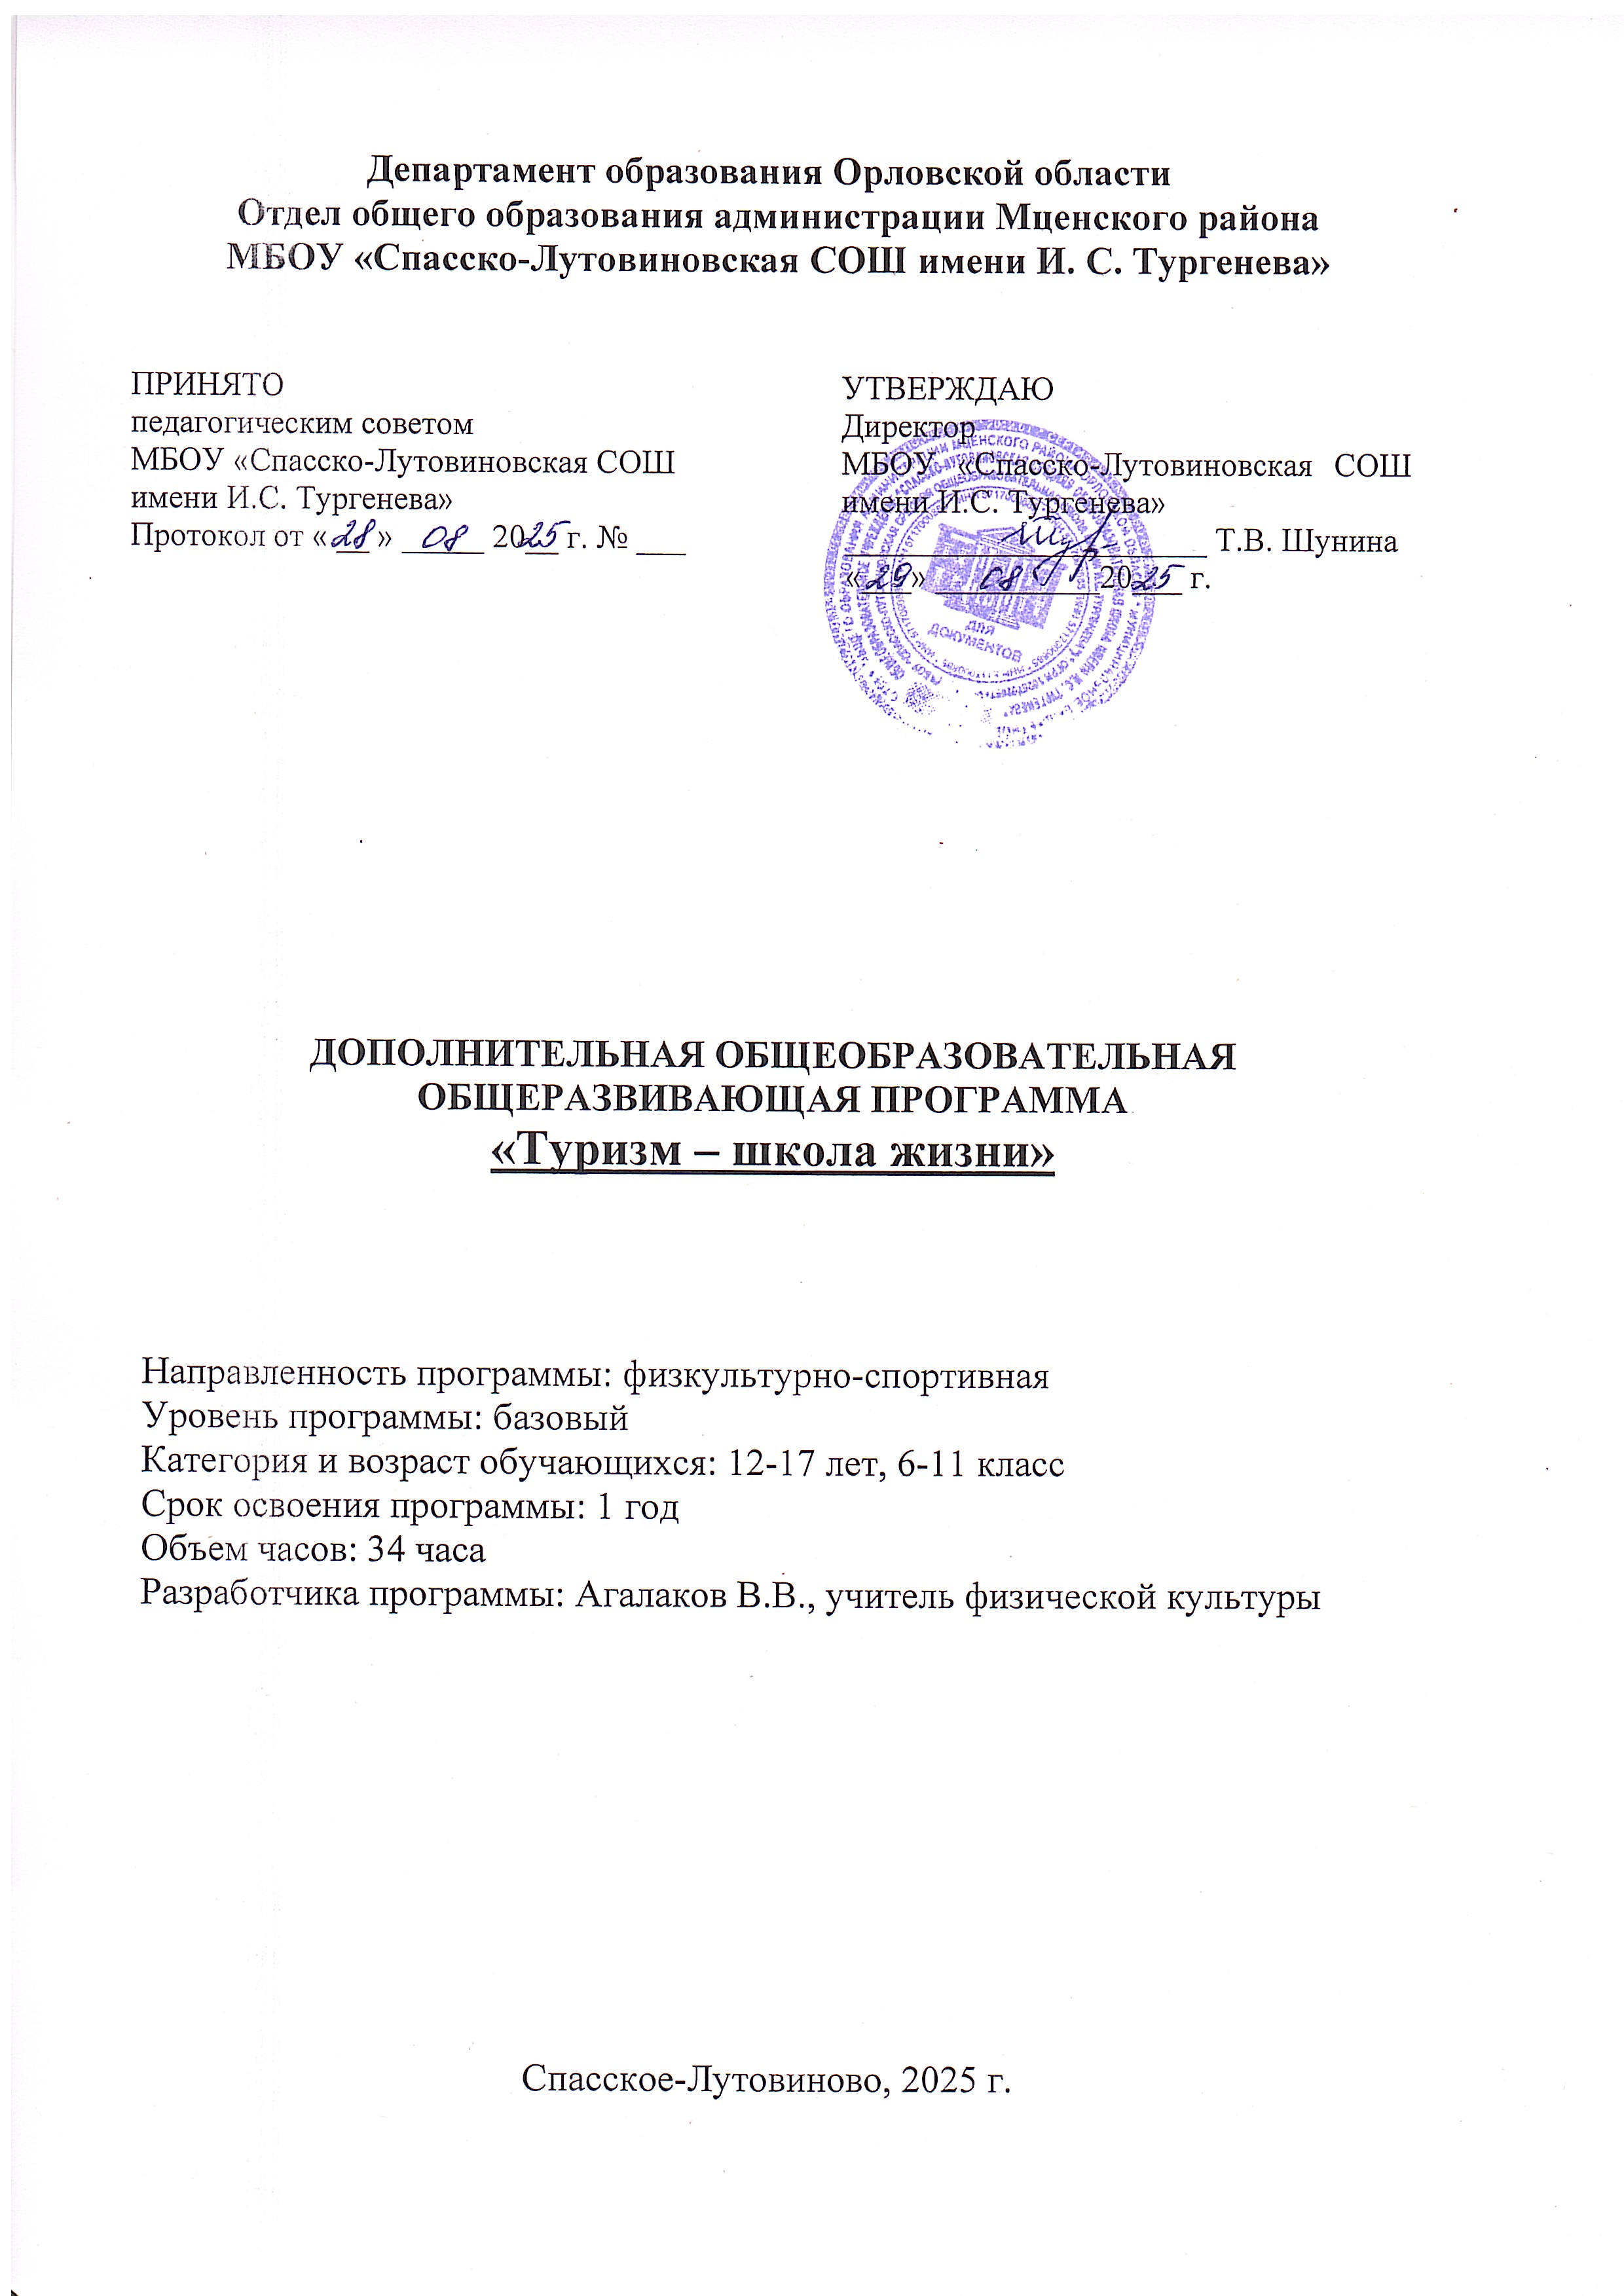 Департамент образования Орловской области
Отдел общего образования администрации Мценского района
МБОУ «Спасско-Лутовиновская СОШ имени И. С. Тургенева»
ПРИНЯТО
педагогическим советом
МБОУ «Спасско-Лутовиновская СОШ
имени И.С. Тургенева»
Протокол от «28» 08 2025 г. № ___
УТВЕРЖДАЮ
Директор
МБОУ «Спасско-Лутовиновская СОШ
имени И.С. Тургенева»
______________________ Т.В. Шунина
«29» 08 2025 г.
ДЛЯ
ДОКУМЕНТОВ
ДОПОЛНИТЕЛЬНАЯ ОБЩЕОБРАЗОВАТЕЛЬНАЯ
ОБЩЕРАЗВИВАЮЩАЯ ПРОГРАММА
«Туризм – школа жизни»
Направленность программы: физкультурно-спортивная
Уровень программы: базовый
Категория и возраст обучающихся: 12-17 лет, 6-11 класс
Срок освоения программы: 1 год
Объем часов: 34 часа
Разработчика программы: Агалаков В.В., учитель физической культуры
Спасское-Лутовиново, 2025 г.